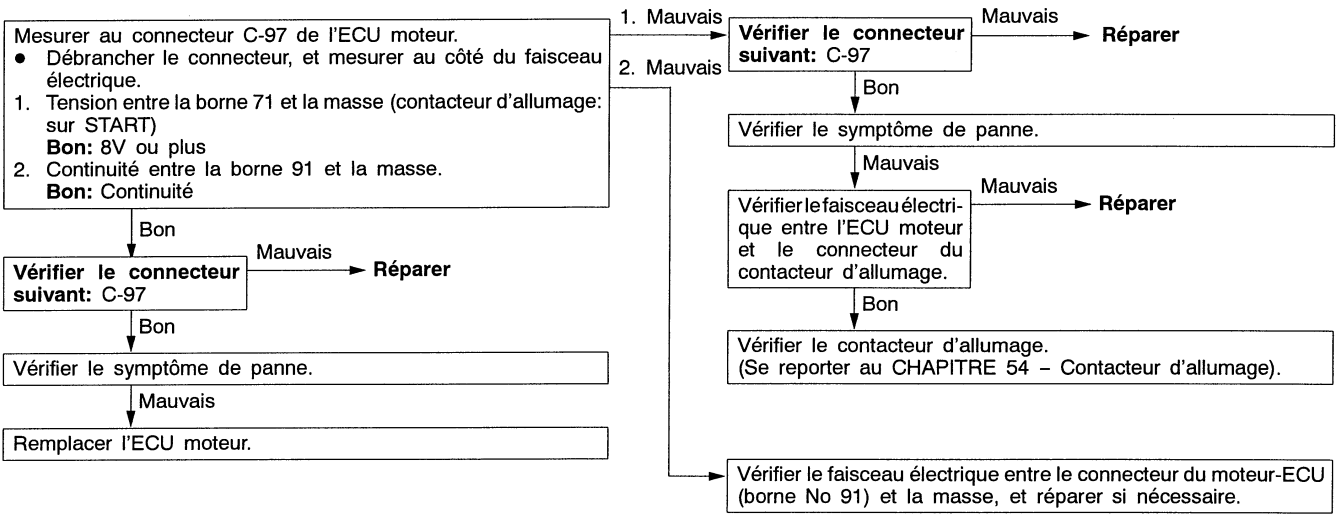 Mesurer au connecteur C-97 de l'ECU moteur.
● Débrancher le connecteur, et mesurer au côté du faisceau
électrique.
1. Tension entre la borne 71 et la masse (contacteur d'allumage:
sur START)
Bon: 8V ou plus
2. Continuité entre la borne 91 et la masse.
Bon: Continuité
Bon
Vérifier le connecteur
suivant: C-97
Mauvais
Réparer
Bon
Vérifier le symptôme de panne.
Mauvais
Remplacer l'ECU moteur.
1. Mauvais
2. Mauvais
Vérifier le connecteur
suivant: C-97
Mauvais
Réparer
Bon
Vérifier le symptôme de panne.
Mauvais
Vérifier le faisceau électri-
que entre l'ECU moteur
et le connecteur du
contacteur d'allumage.
Mauvais
Réparer
Bon
Vérifier le contacteur d'allumage.
(Se reporter au CHAPITRE 54 – Contacteur d'allumage).
Vérifier le faisceau électrique entre le connecteur du moteur-ECU
(borne No 91) et la masse, et réparer si nécessaire.